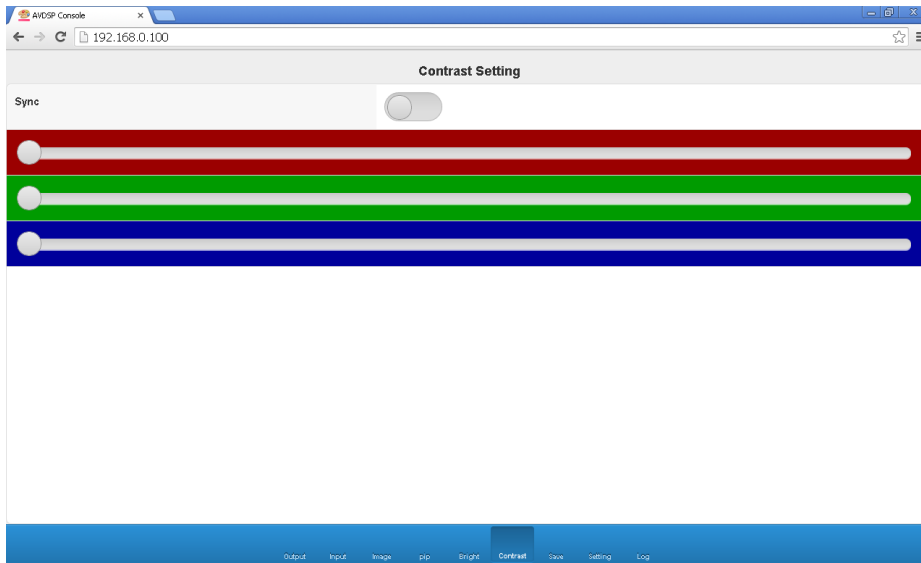 AVDSP Console
192.168.0.100
Contrast Setting
Sync
Output Input Image pip Bright Contrast Save Setting Log